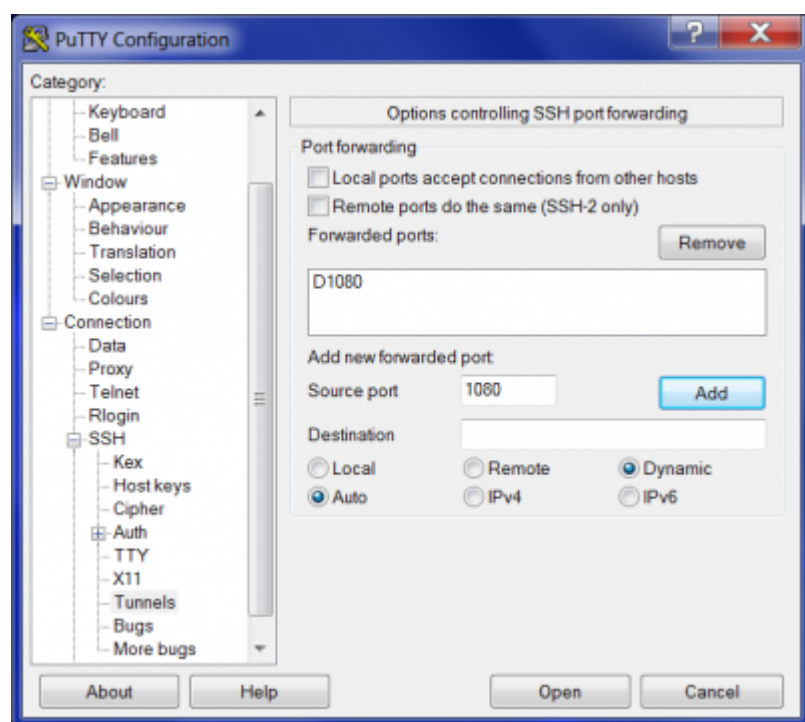 PuTTY Configuration
Category:
Keyboard
Bell
Features
Window
Appearance
Behaviour
Translation
Selection
Colours
Connection
Data
Proxy
Telnet
Rlogin
SSH
Kex
Host keys
Cipher
Auth
TTY
X11
Tunnels
Bugs
More bugs
Options controlling SSH port forwarding
Port forwarding
Local ports accept connections from other hosts
Remote ports do the same (SSH-2 only)
Forwarded ports: Remove
D1080
Add new forwarded port:
Source port 1080 Add
Destination
Local Remote Dynamic
Auto IPv4 IPv6
About Help Open Cancel